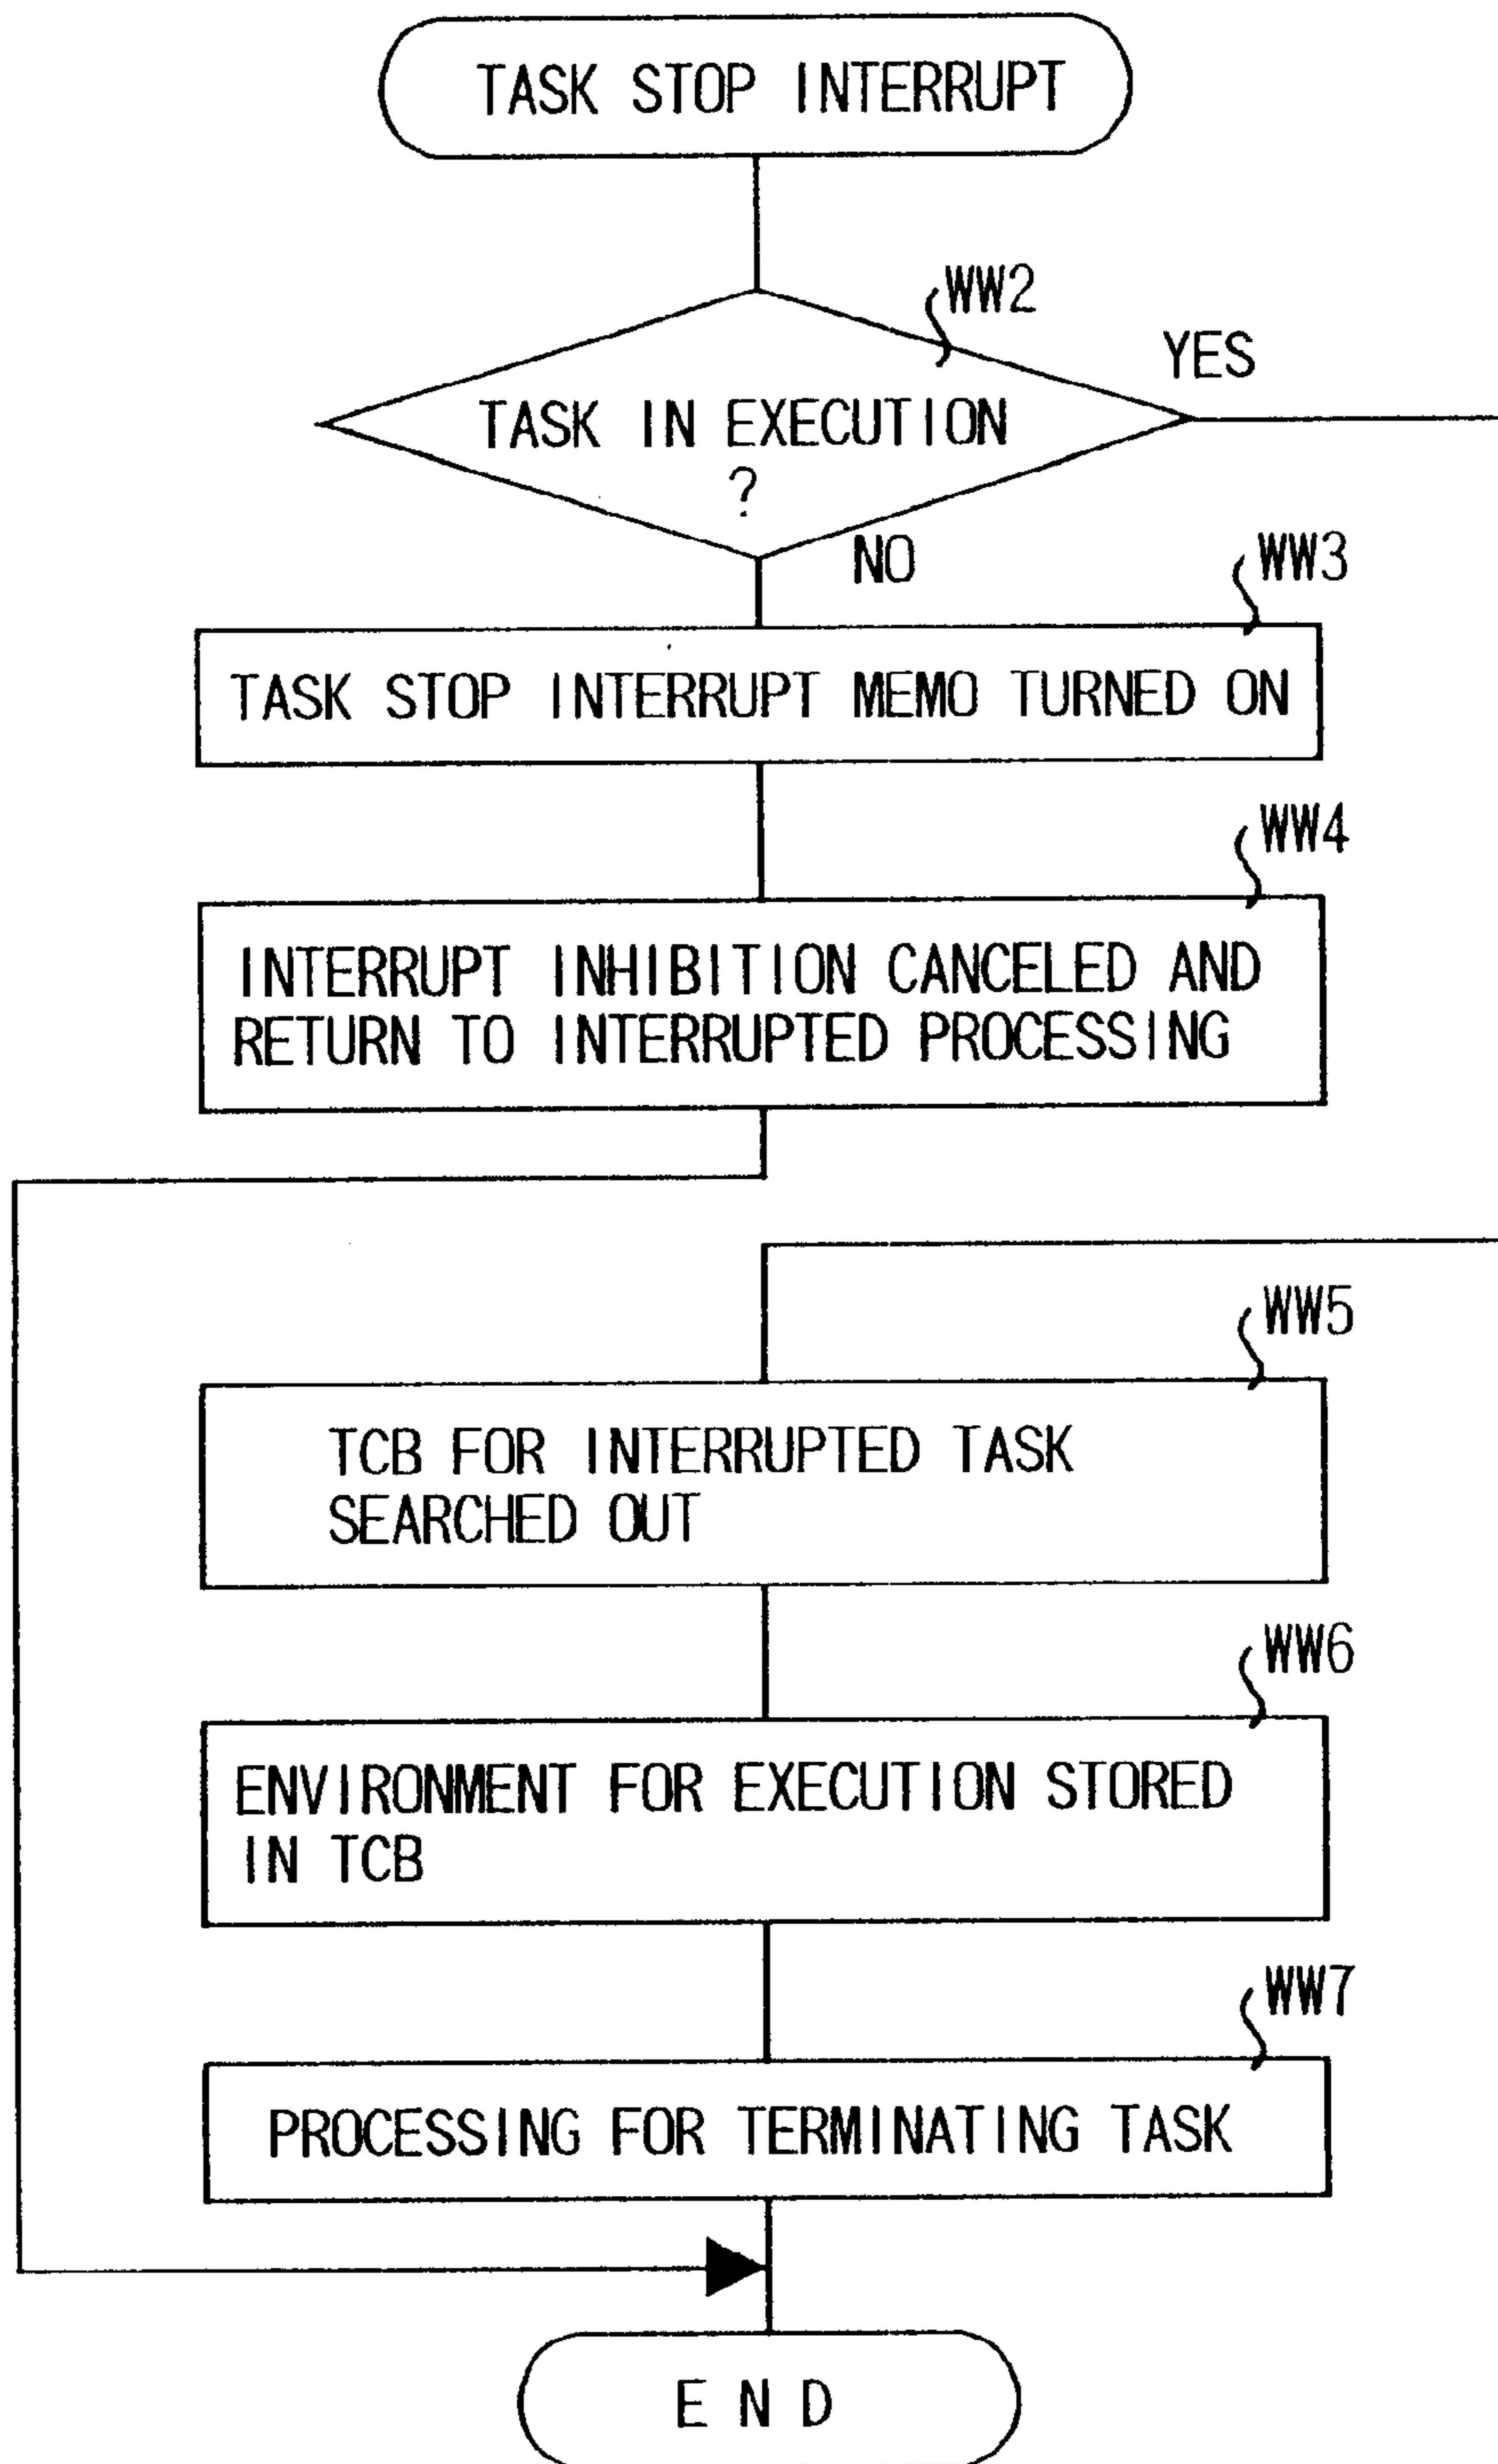 TASK STOP INTERRUPT
WW2
YES
TASK IN EXECUTION
?
NO
WW3
TASK STOP INTERRUPT MEMO TURNED ON
WW4
INTERRUPT INHIBITION CANCELED AND
RETURN TO INTERRUPTED PROCESSING
WW5
TCB FOR INTERRUPTED TASK
SEARCHED OUT
WW6
ENVIRONMENT FOR EXECUTION STORED
IN TCB
WW7
PROCESSING FOR TERMINATING TASK
END